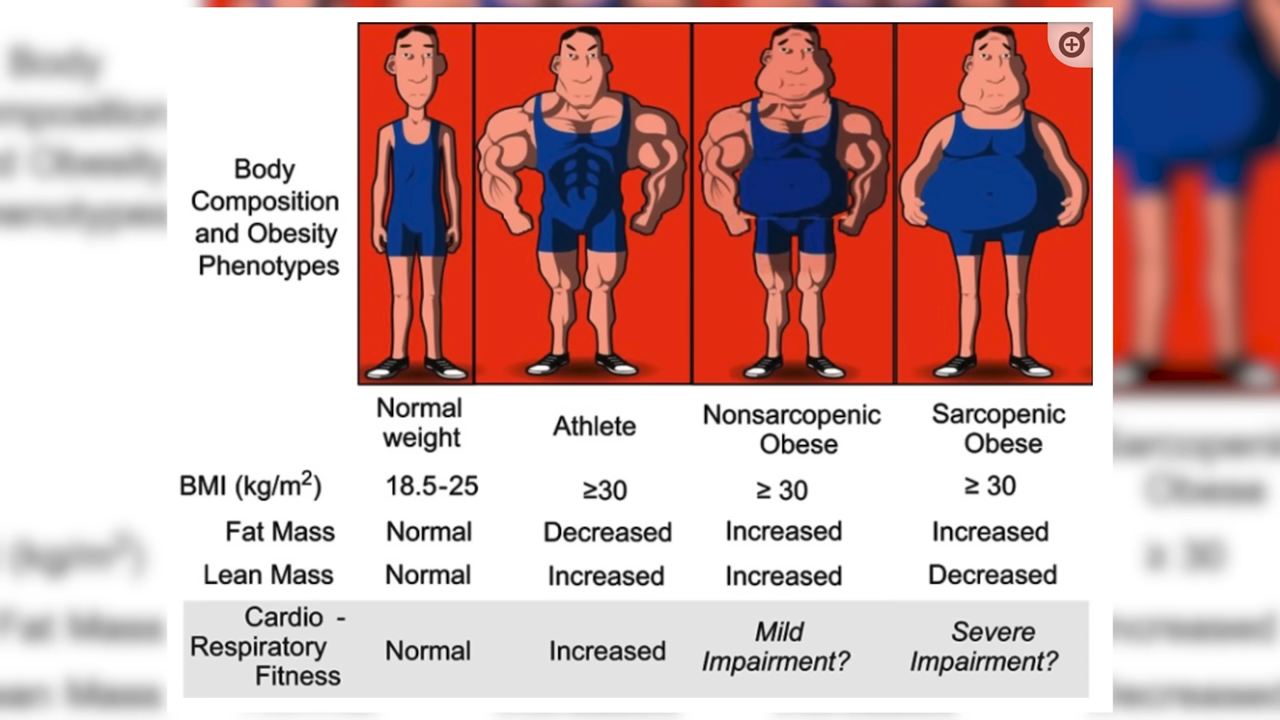 Body
Composition
and Obesity
Phenotypes
Normal
weight
Athlete
Nonsarcopenic
Obese
Sarcopenic
Obese
BMI (kg/m²) 18.5-25 ≥30 ≥ 30 ≥ 30
Fat Mass Normal Decreased Increased Increased
Lean Mass Normal Increased Increased Decreased
Cardio -
Respiratory
Fitness
Normal
Increased
Mild
Impairment?
Severe
Impairment?